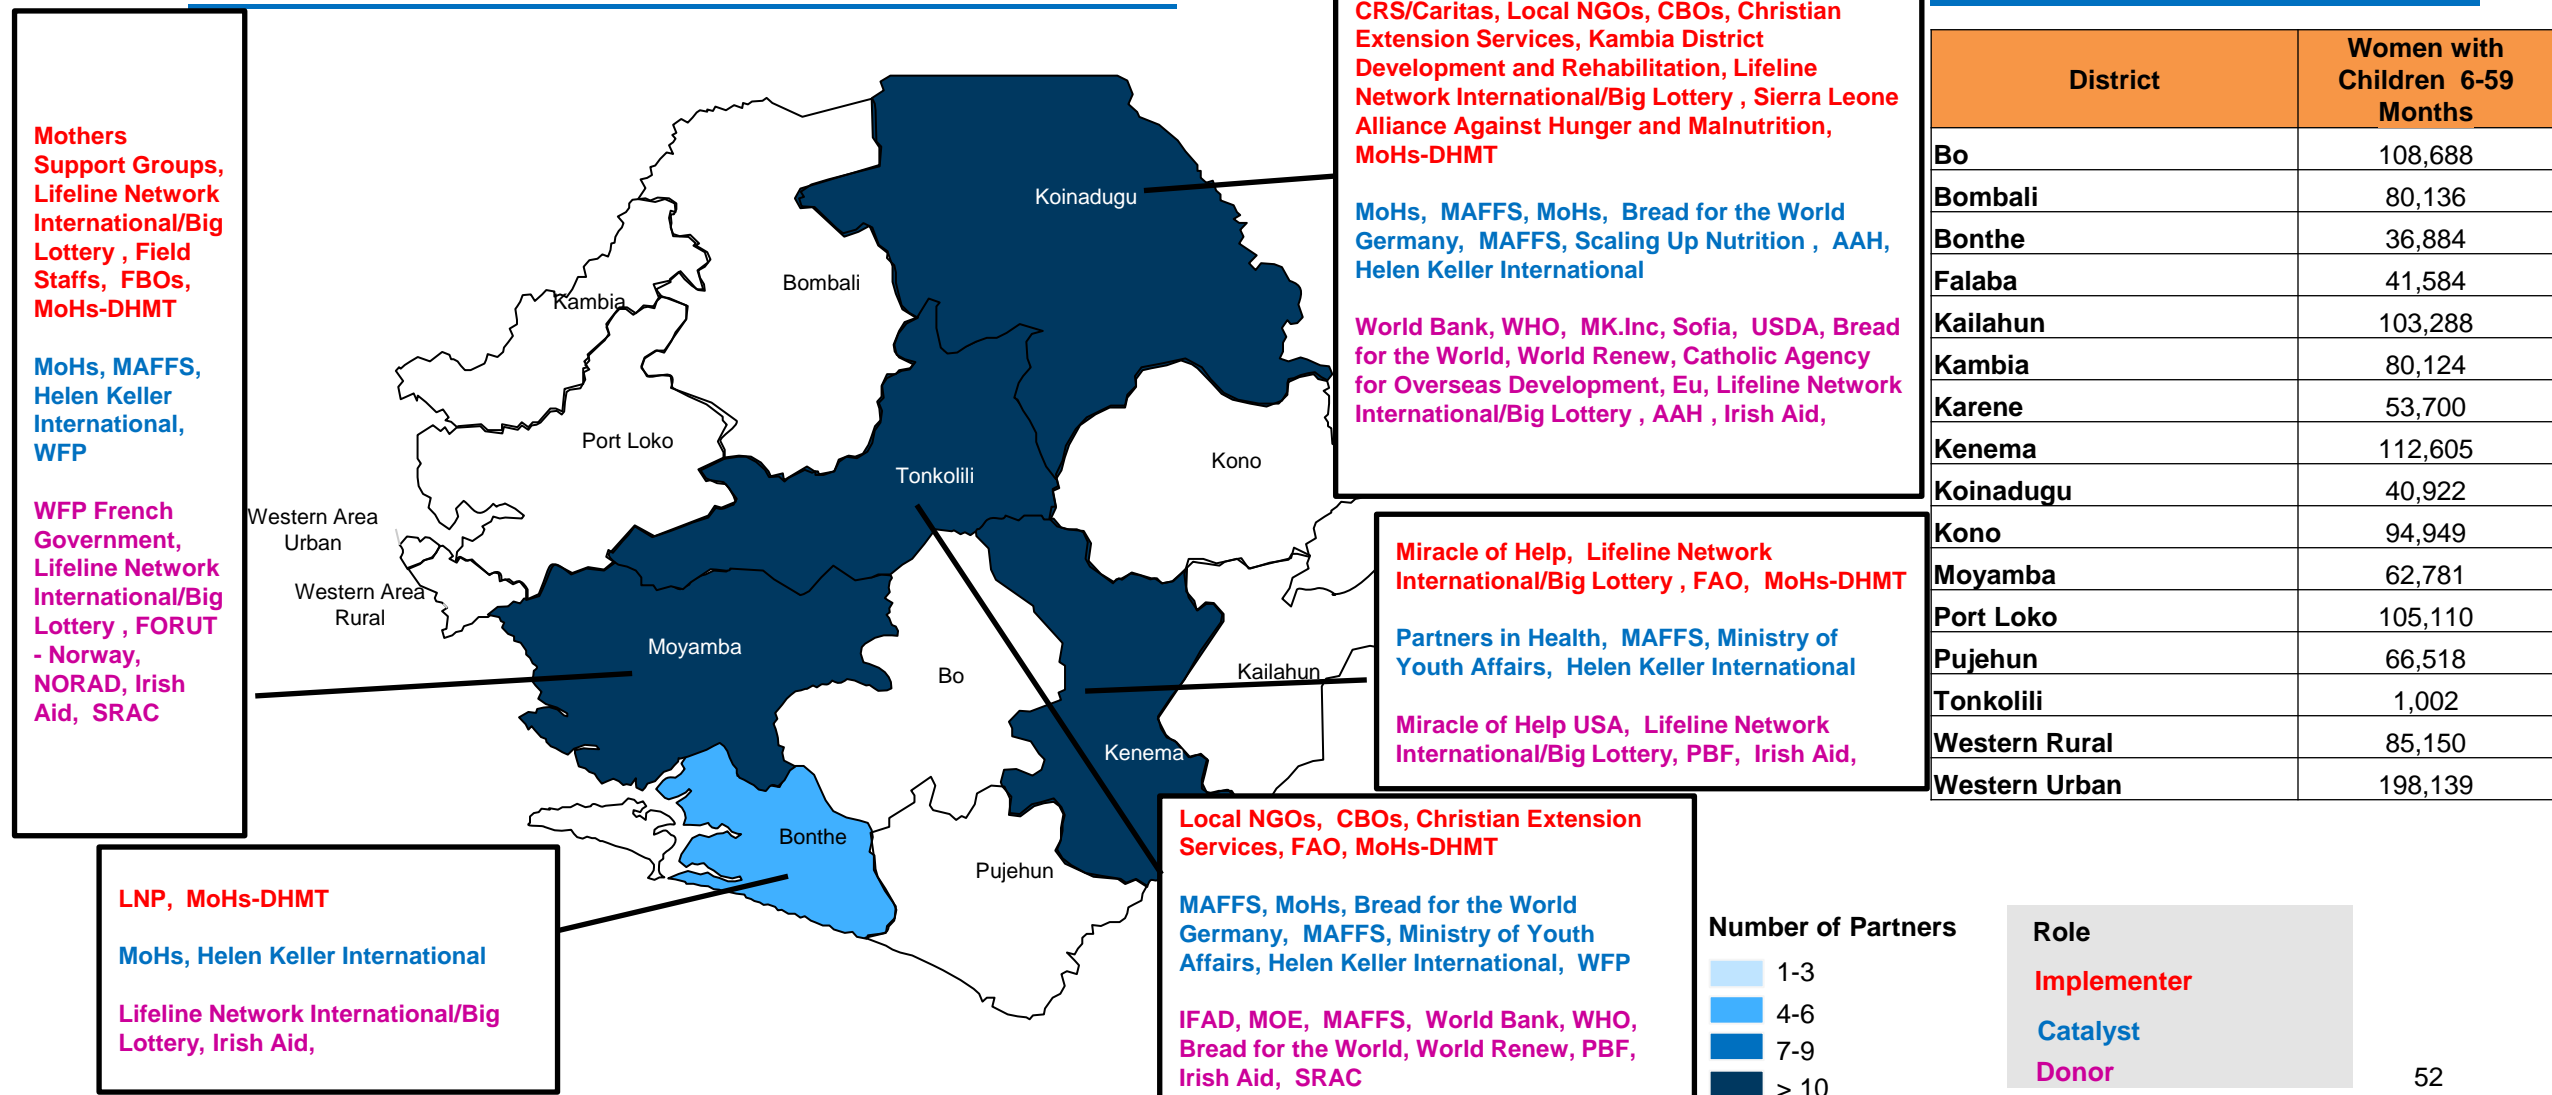 Mothers
Support Groups,
Lifeline Network
International/Big
Lottery , Field
Staffs, FBOs,
MoHs-DHMT
MoHs, MAFFS,
Helen Keller
International,
WFP
WFP French
Government,
Lifeline Network
International/Big
Lottery , FORUT
- Norway,
NORAD, Irish
Aid, SRAC
LNP, MoHs-DHMT
MoHs, Helen Keller International
Lifeline Network International/Big
Lottery, Irish Aid,
Koinadugu
Bombali
Kambia
Port Loko
Tonkolili
Kono
Western Area
Urban
Western Area
Rural
Moyamba
Bo
Kailahun
Kenema
Bonthe
Pujehun
CRS/Caritas, Local NGOs, CBOs, Christian
Extension Services, Kambia District
Development and Rehabilitation, Lifeline
Network International/Big Lottery , Sierra Leone
Alliance Against Hunger and Malnutrition,
MoHs-DHMT
MoHs, MAFFS, MoHs, Bread for the World
Germany, MAFFS, Scaling Up Nutrition , AAH,
Helen Keller International
World Bank, WHO, MK.Inc, Sofia, USDA, Bread
for the World, World Renew, Catholic Agency
for Overseas Development, Eu, Lifeline Network
International/Big Lottery , AAH , Irish Aid,
Miracle of Help, Lifeline Network
International/Big Lottery , FAO, MoHs-DHMT
Partners in Health, MAFFS, Ministry of
Youth Affairs, Helen Keller International
Miracle of Help USA, Lifeline Network
International/Big Lottery, PBF, Irish Aid,
Local NGOs, CBOs, Christian Extension
Services, FAO, MoHs-DHMT
MAFFS, MoHs, Bread for the World
Germany, MAFFS, Ministry of Youth
Affairs, Helen Keller International, WFP
IFAD, MOE, MAFFS, World Bank, WHO,
Bread for the World, World Renew, PBF,
Irish Aid, SRAC
District Women with
Children 6-59
Months
Bo 108,688
Bombali 80,136
Bonthe 36,884
Falaba 41,584
Kailahun 103,288
Kambia 80,124
Karene 53,700
Kenema 112,605
Koinadugu 40,922
Kono 94,949
Moyamba 62,781
Port Loko 105,110
Pujehun 66,518
Tonkolili 1,002
Western Rural 85,150
Western Urban 198,139
Number of Partners
1-3
4-6
7-9
> 10
Role
Implementer
Catalyst
Donor
52